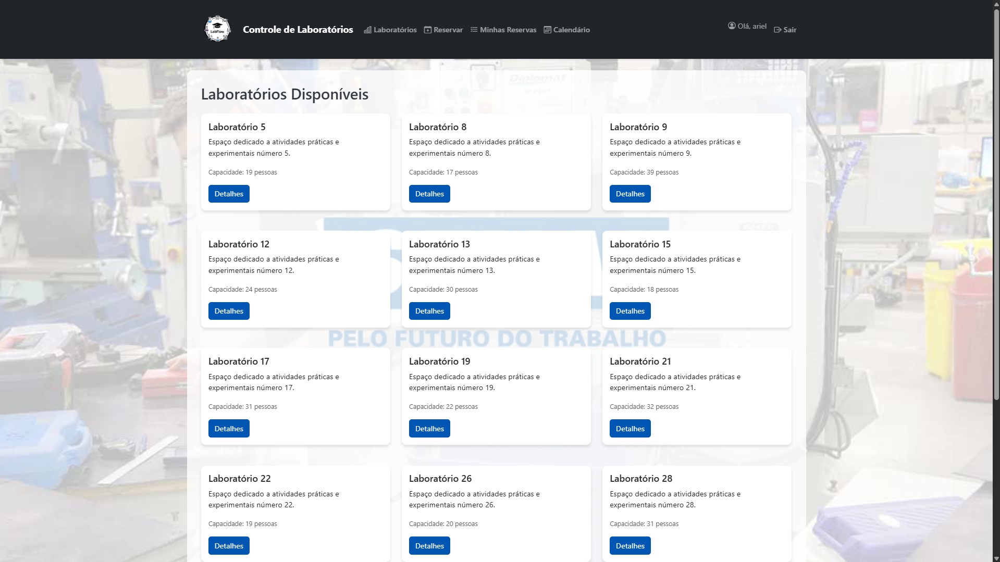 LabFlow
Controle de Laboratórios
Laboratórios
Reservar
Minhas Reservas
Calendário
Olá, ariel
Sair
Diplomat
Laboratórios Disponíveis
Laboratório 5
Espaço dedicado a atividades práticas e
experimentais número 5.
Capacidade: 19 pessoas
Detalhes
Laboratório 8
Espaço dedicado a atividades práticas e
experimentais número 8.
Capacidade: 17 pessoas
Detalhes
Laboratório 9
Espaço dedicado a atividades práticas e
experimentais número 9.
Capacidade: 39 pessoas
Detalhes
Laboratório 12
Espaço dedicado a atividades práticas e
experimentais número 12.
Capacidade: 24 pessoas
Detalhes
Laboratório 13
Espaço dedicado a atividades práticas e
experimentais número 13.
Capacidade: 30 pessoas
Detalhes
Laboratório 15
Espaço dedicado a atividades práticas e
experimentais número 15.
Capacidade: 18 pessoas
Detalhes
PELO FUTURO DO TRABALHO
Laboratório 17
Espaço dedicado a atividades práticas e
experimentais número 17.
Capacidade: 31 pessoas
Detalhes
Laboratório 19
Espaço dedicado a atividades práticas e
experimentais número 19.
Capacidade: 22 pessoas
Detalhes
Laboratório 21
Espaço dedicado a atividades práticas e
experimentais número 21.
Capacidade: 32 pessoas
Detalhes
Laboratório 22
Espaço dedicado a atividades práticas e
experimentais número 22.
Capacidade: 19 pessoas
Detalhes
Laboratório 26
Espaço dedicado a atividades práticas e
experimentais número 26.
Capacidade: 20 pessoas
Detalhes
Laboratório 28
Espaço dedicado a atividades práticas e
experimentais número 28.
Capacidade: 31 pessoas
Detalhes